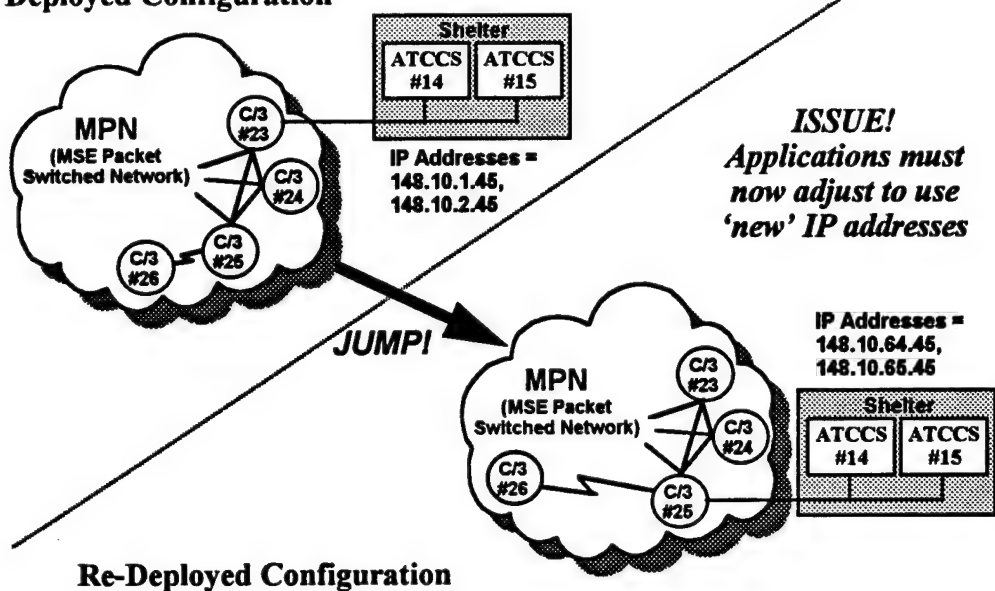 Deployed Configuration
Shelter
ATCCS
#14
ATCCS
#15
C/3
#23
MPN
(MSE Packet
Switched Network)
C/3
#24
C/3
#25
C/3
#26
IP Addresses =
148.10.1.45,
148.10.2.45
ISSUE!
Applications must
now adjust to use
‘new’ IP addresses
JUMP!
MPN
(MSE Packet
Switched Network)
C/3
#23
C/3
#24
C/3
#25
C/3
#26
IP Addresses =
148.10.64.45,
148.10.65.45
Shelter
ATCCS
#14
ATCCS
#15
Re-Deployed Configuration